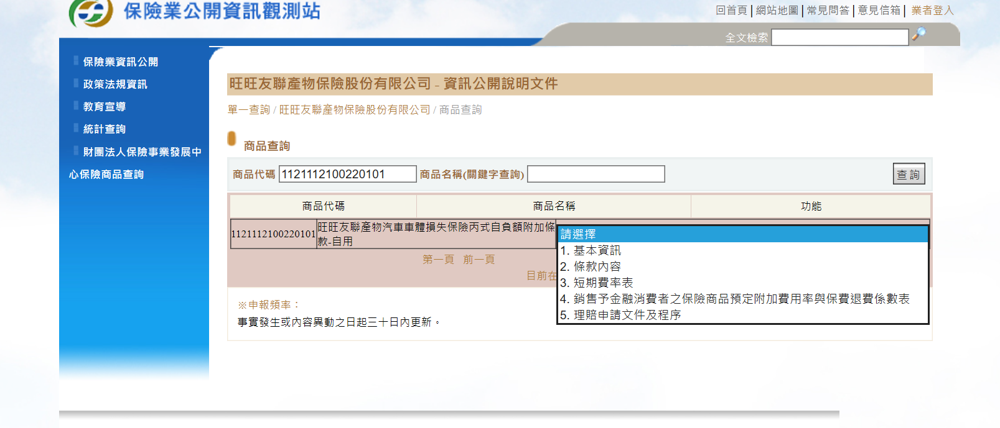 保險業公開資訊觀測站
回首頁 | 網站地圖 | 常見問答 | 意見信箱 | 業者登入
全文檢索
保險業資訊公開
政策法規資訊
教育宣導
統計查詢
財團法人保險事業發展中
心保險商品查詢
旺旺友聯產物保險股份有限公司 - 資訊公開說明文件
單一查詢 / 旺旺友聯產物保險股份有限公司 / 商品查詢
商品查詢
商品代碼 1121112100220101 商品名稱(關鍵字查詢) 查詢
商品代碼 商品名稱 功能
1121112100220101 旺旺友聯產物汽車車體損失保險丙式自負額附加條
款-自用
請選擇
1. 基本資訊
2. 條款內容
3. 短期費率表
4. 銷售予金融消費者之保險商品預定附加費用率與保費退費係數表
5. 理賠申請文件及程序
第一頁 前一頁
目前在
※申報頻率：
事實發生或內容異動之日起三十日內更新。